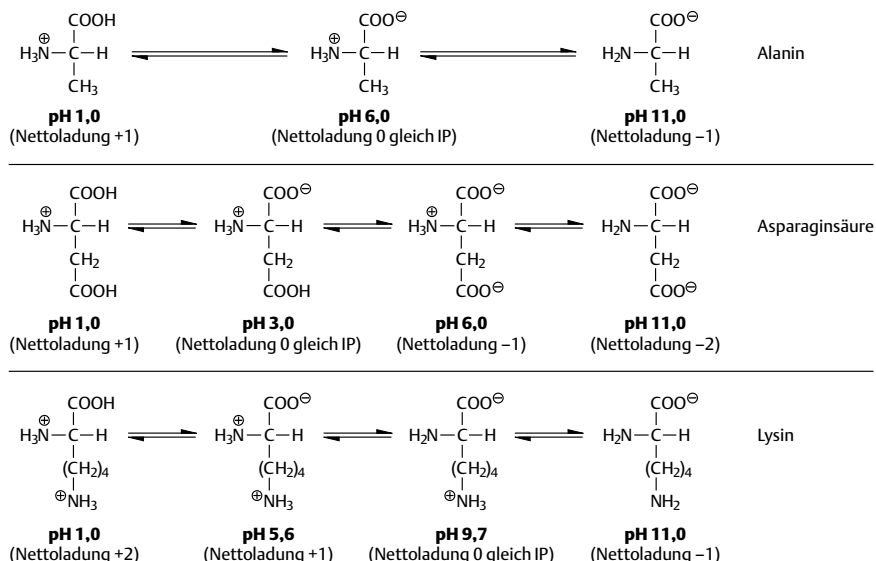 COOH COO⊖ COO⊖
⊕ ⊕
H₃N—C—H H₃N—C—H H₂N—C—H Alanin
CH₃ CH₃ CH₃
pH 1,0 pH 6,0 pH 11,0
(Nettoladung +1) (Nettoladung 0 gleich IP) (Nettoladung –1)
COOH COO⊖ COO⊖ COO⊖
⊕ ⊕ ⊕
H₃N—C—H H₃N—C—H H₃N—C—H H₂N—C—H Asparaginsäure
CH₂ CH₂ CH₂ CH₂
COOH COOH COO⊖ COO⊖
pH 1,0 pH 3,0 pH 6,0 pH 11,0
(Nettoladung +1) (Nettoladung 0 gleich IP) (Nettoladung –1) (Nettoladung –2)
COOH COO⊖ COO⊖ COO⊖
⊕ ⊕
H₃N—C—H H₃N—C—H H₂N—C—H H₂N—C—H Lysin
(CH₂)₄ (CH₂)₄ (CH₂)₄ (CH₂)₄
⊕NH₃ ⊕NH₃ ⊕NH₃ NH₂
pH 1,0 pH 5,6 pH 9,7 pH 11,0
(Nettoladung +2) (Nettoladung +1) (Nettoladung 0 gleich IP) (Nettoladung –1)